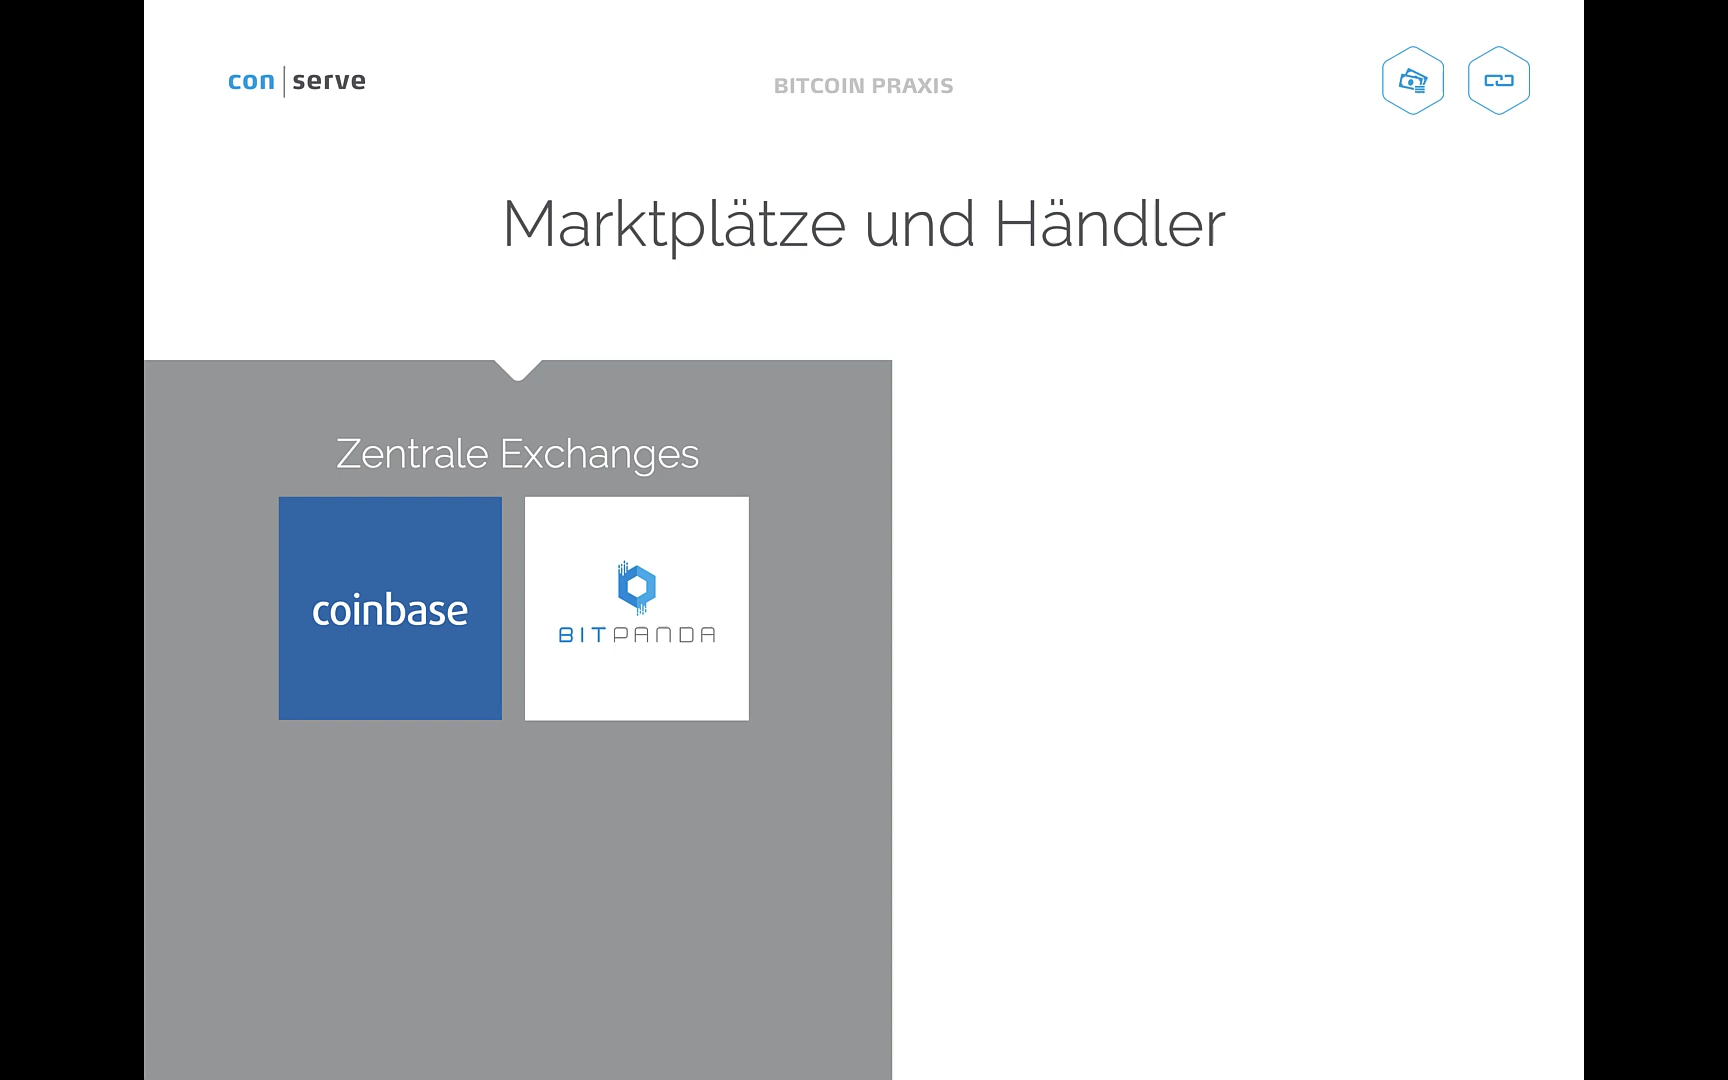 con serve
BITCOIN PRAXIS
Marktplätze und Händler
Zentrale Exchanges
coinbase
BITPANDA